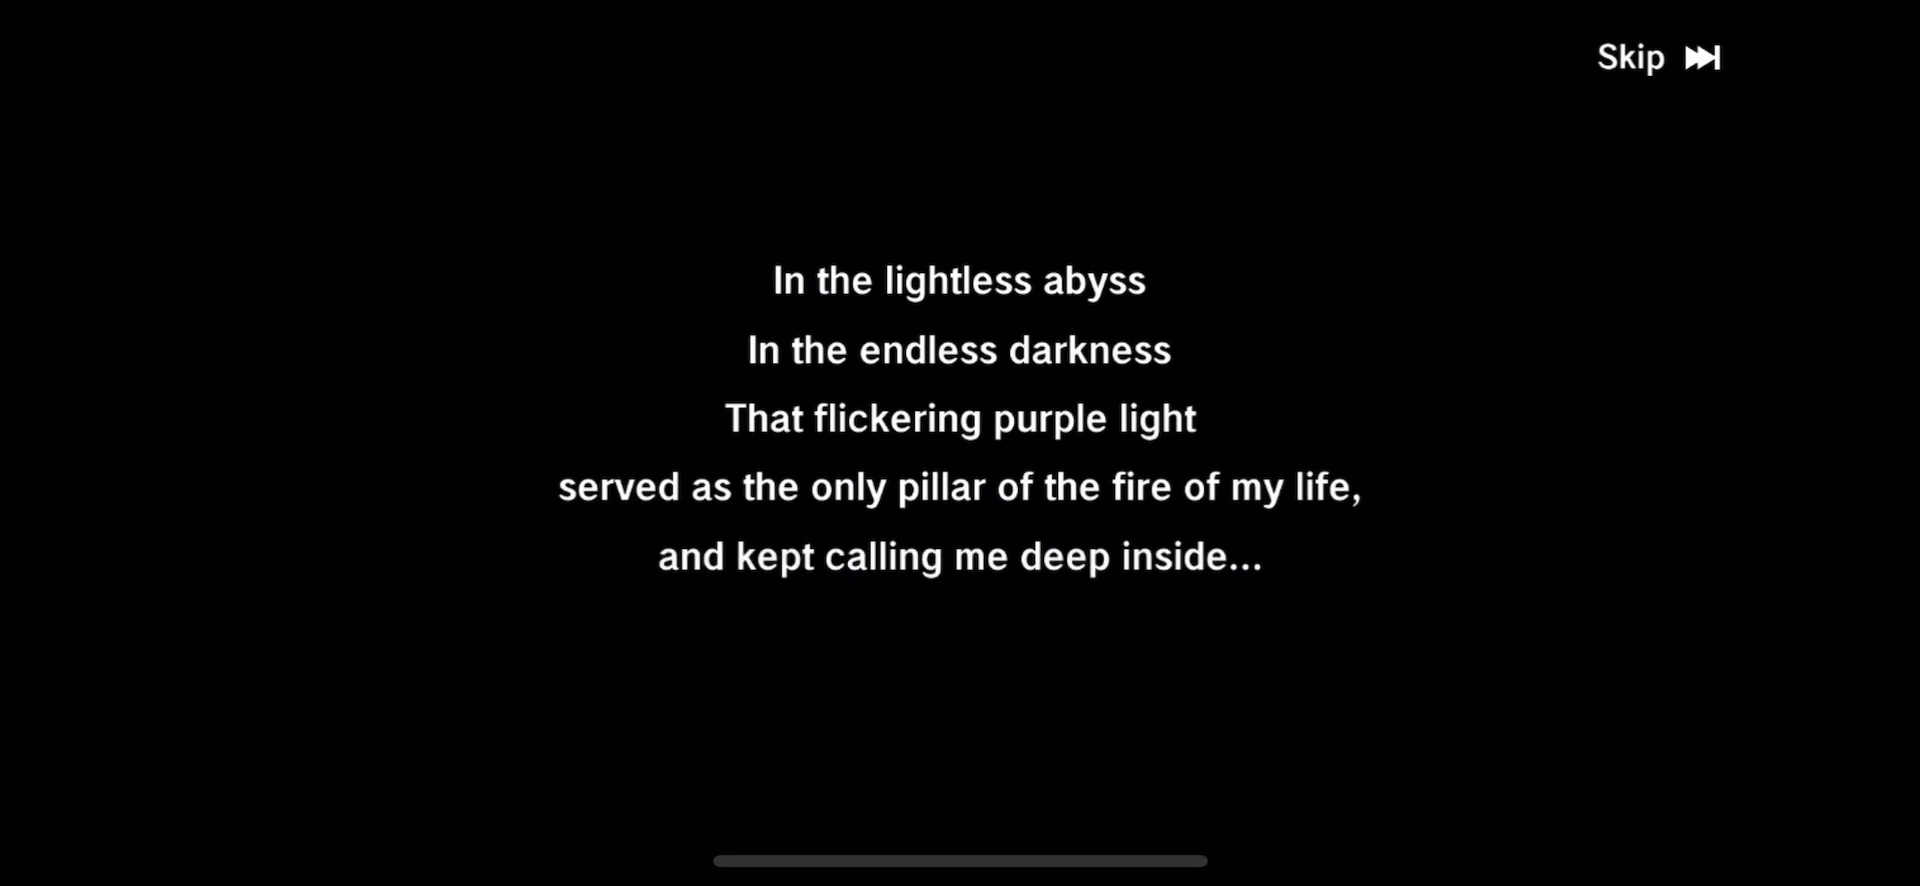 Skip
In the lightless abyss
In the endless darkness
That flickering purple light
served as the only pillar of the fire of my life,
and kept calling me deep inside...